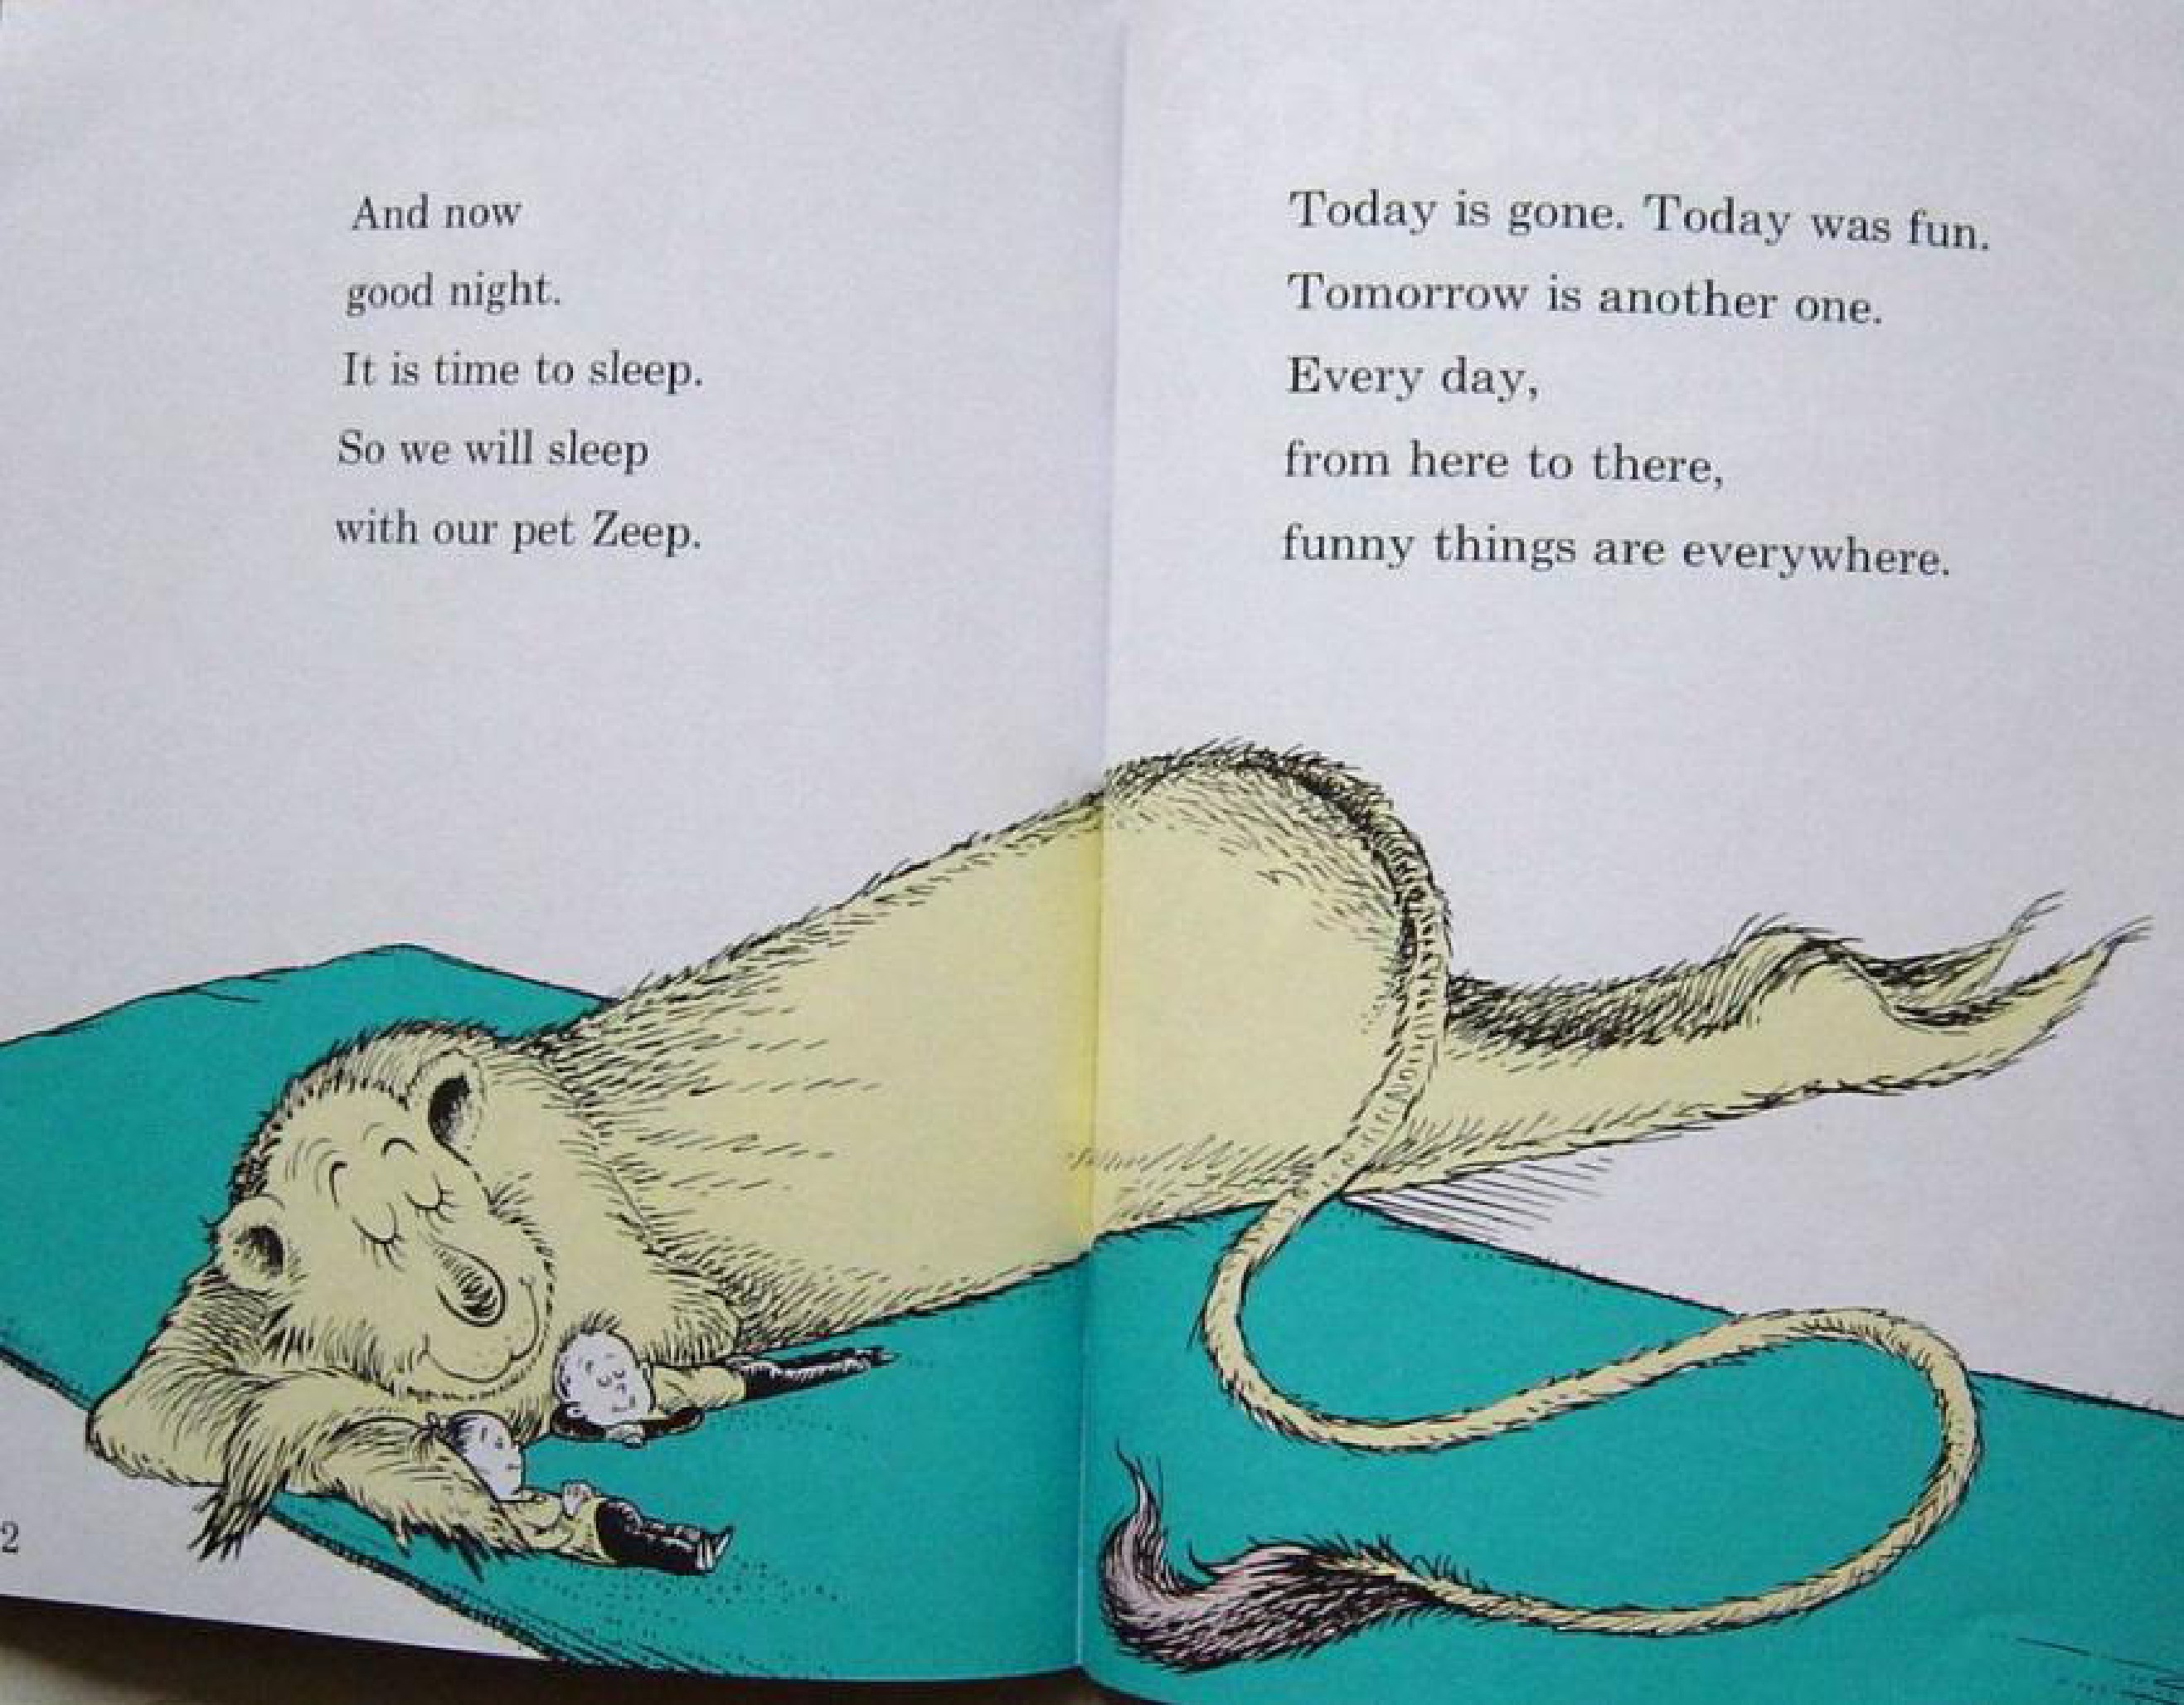 And now
good night.
It is time to sleep.
So we will sleep
with our pet Zeep.
2
Today is gone. Today was fun.
Tomorrow is another one.
Every day,
from here to there,
funny things are everywhere.